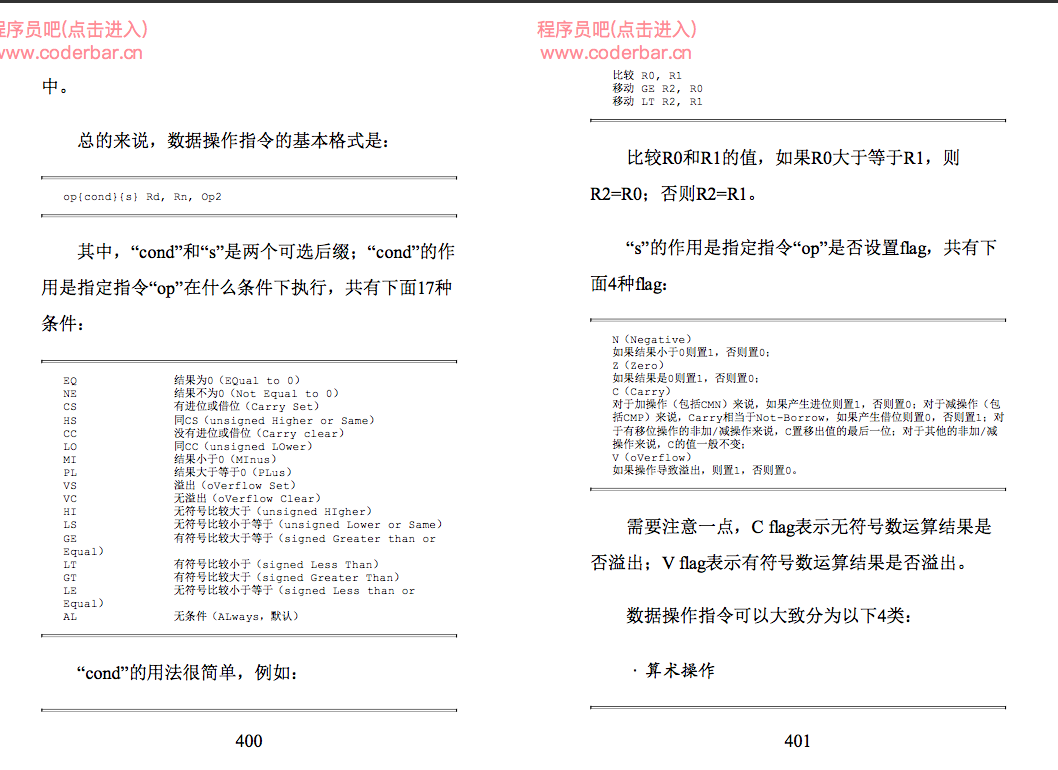 程序员吧(点击进入)
www.coderbar.cn
中。
总的来说，数据操作指令的基本格式是：
op{cond}{s} Rd, Rn, Op2
其中，“cond”和“s”是两个可选后缀；“cond”的作
用是指定指令“op”在什么条件下执行，共有下面17种
条件：
EQ 结果为0（EQual to 0）
NE 结果不为0（Not Equal to 0）
CS 有进位或借位（Carry Set）
HS 同CS（unsigned Higher or Same）
CC 没有进位或借位（Carry clear）
LO 同CC（unsigned LOwer）
MI 结果小于0（MInus）
PL 结果大于等于0（PLus）
VS 溢出（oVerflow Set）
VC 无溢出（oVerflow Clear）
HI 无符号比较大于（unsigned HIgher）
LS 无符号比较小于等于（unsigned Lower or Same）
GE 有符号比较大于等于（signed Greater than or
Equal）
LT 有符号比较小于（signed Less Than）
GT 有符号比较大于（signed Greater Than）
LE 无符号比较小于等于（signed Less than or
Equal）
AL 无条件（ALways，默认）
“cond”的用法很简单，例如：
400
程序员吧(点击进入)
www.coderbar.cn
比较 R0, R1
移动 GE R2, R0
移动 LT R2, R1
比较R0和R1的值，如果R0大于等于R1，则
R2=R0；否则R2=R1。
“s”的作用是指定指令“op”是否设置flag，共有下
面4种flag：
N（Negative）
如果结果小于0则置1，否则置0；
Z（Zero）
如果结果是0则置1，否则置0；
C（Carry）
对于加操作（包括CMN）来说，如果产生进位则置1，否则置0；对于减操作（包
括CMP）来说，Carry相当于Not-Borrow，如果产生借位则置0，否则置1；对
于有移位操作的非加/减操作来说，C置移出值的最后一位；对于其他的非加/减
操作来说，C的值一般不变；
V（oVerflow）
如果操作导致溢出，则置1，否则置0。
需要注意一点，C flag表示无符号数运算结果是
否溢出；V flag表示有符号数运算结果是否溢出。
数据操作指令可以大致分为以下4类：
· 算术操作
401